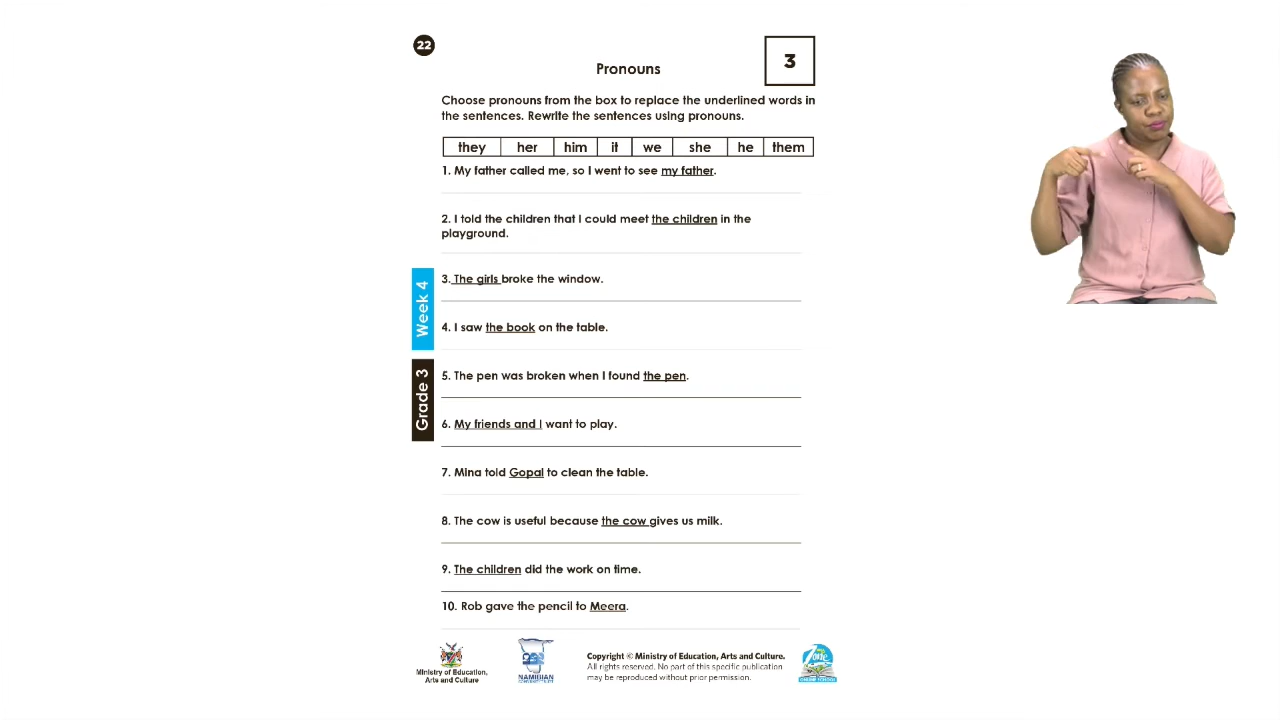 22
3
Pronouns
Choose pronouns from the box to replace the underlined words in
the sentences. Rewrite the sentences using pronouns.
they her him it we she he them
1. My father called me, so I went to see my father.
2. I told the children that I could meet the children in the
playground.
3. The girls broke the window.
4. I saw the book on the table.
5. The pen was broken when I found the pen.
6. My friends and I want to play.
7. Mina told Gopal to clean the table.
8. The cow is useful because the cow gives us milk.
9. The children did the work on time.
10. Rob gave the pencil to Meera.
Week 4
Grade 3
Ministry of Education,
Arts and Culture
NAMIBIAN
Copyright © Ministry of Education, Arts and Culture.
All rights reserved. No part of this specific publication
may be reproduced without prior permission.
Zone
ONLINE SCHOOL